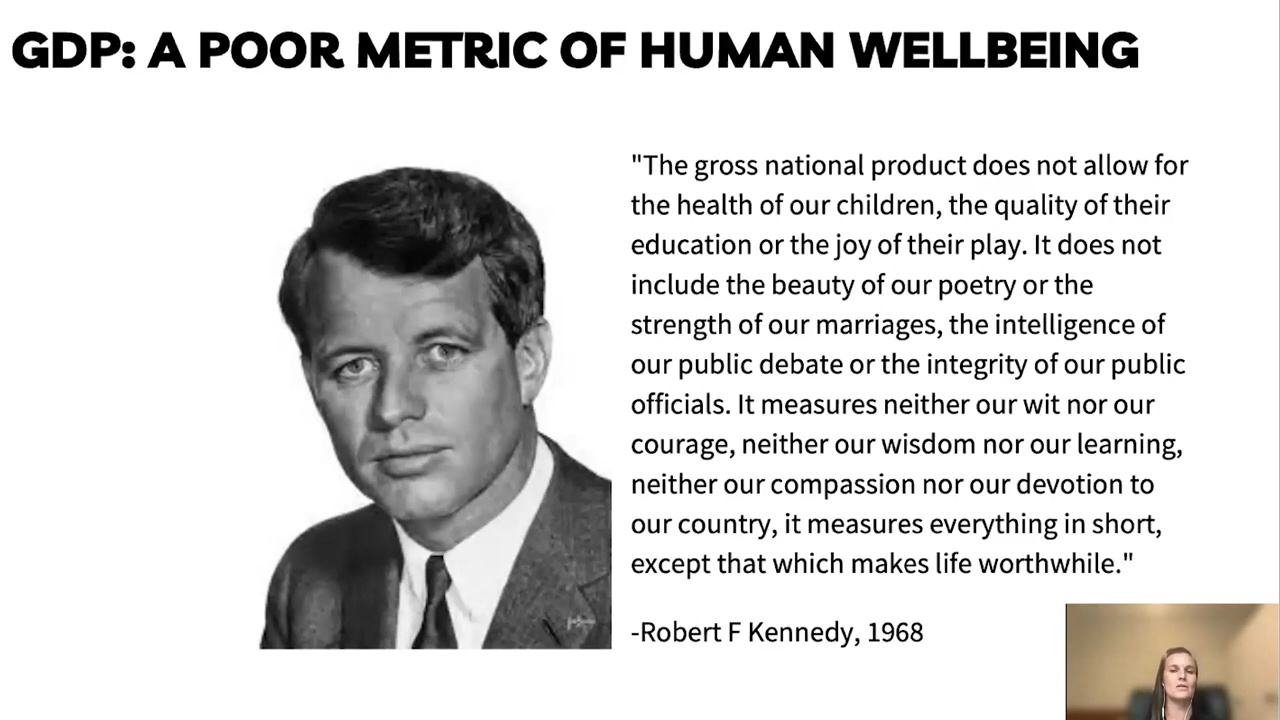 GDP: A POOR METRIC OF HUMAN WELLBEING
"The gross national product does not allow for
the health of our children, the quality of their
education or the joy of their play. It does not
include the beauty of our poetry or the
strength of our marriages, the intelligence of
our public debate or the integrity of our public
officials. It measures neither our wit nor our
courage, neither our wisdom nor our learning,
neither our compassion nor our devotion to
our country, it measures everything in short,
except that which makes life worthwhile."
-Robert F Kennedy, 1968